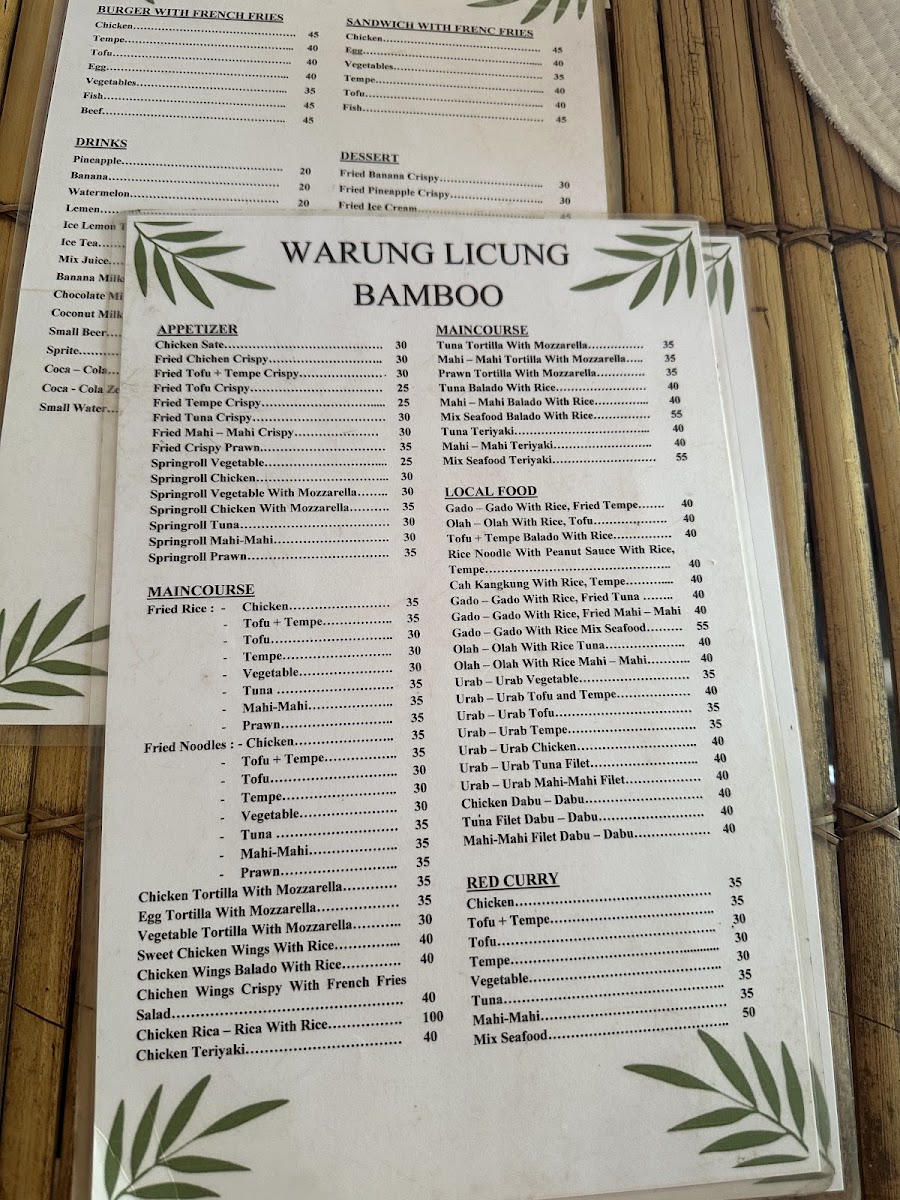 BURGER WITH FRENCH FRIES
Chicken 45
Tempe 40
Tofu 40
Egg 40
Vegetables 35
Fish 45
Beef 45
SANDWICH WITH FRENC FRIES
Chicken 45
Egg 40
Vegetables 35
Tempe 40
Tofu 40
Fish 45
DRINKS
Pineapple 20
Banana 20
Watermelon 20
Lemen
Ice Lemon
Ice Tea
Mix Juice
Banana Milk
Chocolate
Coconut Milk
Small Beer
Sprite
Coca – Cola
Coca - Cola
Small Water
DESSERT
Fried Banana Crispy 30
Fried Pineapple Crispy 30
Fried Ice Cream 45
WARUNG LICUNG
BAMBOO
APPETIZER
Chicken Sate 30
Fried Chichen Crispy 30
Fried Tofu + Tempe Crispy 30
Fried Tofu Crispy 25
Fried Tempe Crispy 25
Fried Tuna Crispy 30
Fried Mahi – Mahi Crispy 30
Fried Crispy Prawn 35
Springroll Vegetable 25
Springroll Chicken 30
Springroll Vegetable With Mozzarella 30
Springroll Chicken With Mozzarella 35
Springroll Tuna 30
Springroll Mahi-Mahi 30
Springroll Prawn 35
MAINCOURSE
Fried Rice : - Chicken 35
- Tofu + Tempe 35
- Tofu 30
- Tempe 30
- Vegetable 30
- Tuna 35
- Mahi-Mahi 35
- Prawn 35
Fried Noodles : - Chicken 35
- Tofu + Tempe 35
- Tofu 30
- Tempe 30
- Vegetable 30
- Tuna 35
- Mahi-Mahi 35
- Prawn 35
Chicken Tortilla With Mozzarella 35
Egg Tortilla With Mozzarella 35
Vegetable Tortilla With Mozzarella 30
Sweet Chicken Wings With Rice 40
Chicken Wings Balado With Rice 40
Chichen Wings Crispy With French Fries
Salad 40
Chicken Rica – Rica With Rice 100
Chicken Teriyaki 40
MAINCOURSE
Tuna Tortilla With Mozzarella 35
Mahi – Mahi Tortilla With Mozzarella 35
Prawn Tortilla With Mozzarella 35
Tuna Balado With Rice 40
Mahi – Mahi Balado With Rice 40
Mix Seafood Balado With Rice 55
Tuna Teriyaki 40
Mahi – Mahi Teriyaki 40
Mix Seafood Teriyaki 55
LOCAL FOOD
Gado – Gado With Rice, Fried Tempe 40
Olah – Olah With Rice, Tofu 40
Tofu + Tempe Balado With Rice 40
Rice Noodle With Peanut Sauce With Rice,
Tempe 40
Cah Kangkung With Rice, Tempe 40
Gado – Gado With Rice, Fried Tuna 40
Gado – Gado With Rice, Fried Mahi – Mahi 40
Gado – Gado With Rice Mix Seafood 55
Olah – Olah With Rice Tuna 40
Olah – Olah With Rice Mahi – Mahi 40
Urab – Urab Vegetable 35
Urab – Urab Tofu and Tempe 40
Urab – Urab Tofu 35
Urab – Urab Tempe 35
Urab – Urab Chicken 40
Urab – Urab Tuna Filet 40
Urab – Urab Mahi-Mahi Filet 40
Chicken Dabu – Dabu 40
Tuna Filet Dabu – Dabu 40
Mahi-Mahi Filet Dabu – Dabu 40
RED CURRY
Chicken 35
Tofu + Tempe 35
Tofu 30
Tempe 30
Vegetable 30
Tuna 35
Mahi-Mahi 35
Mix Seafood 50